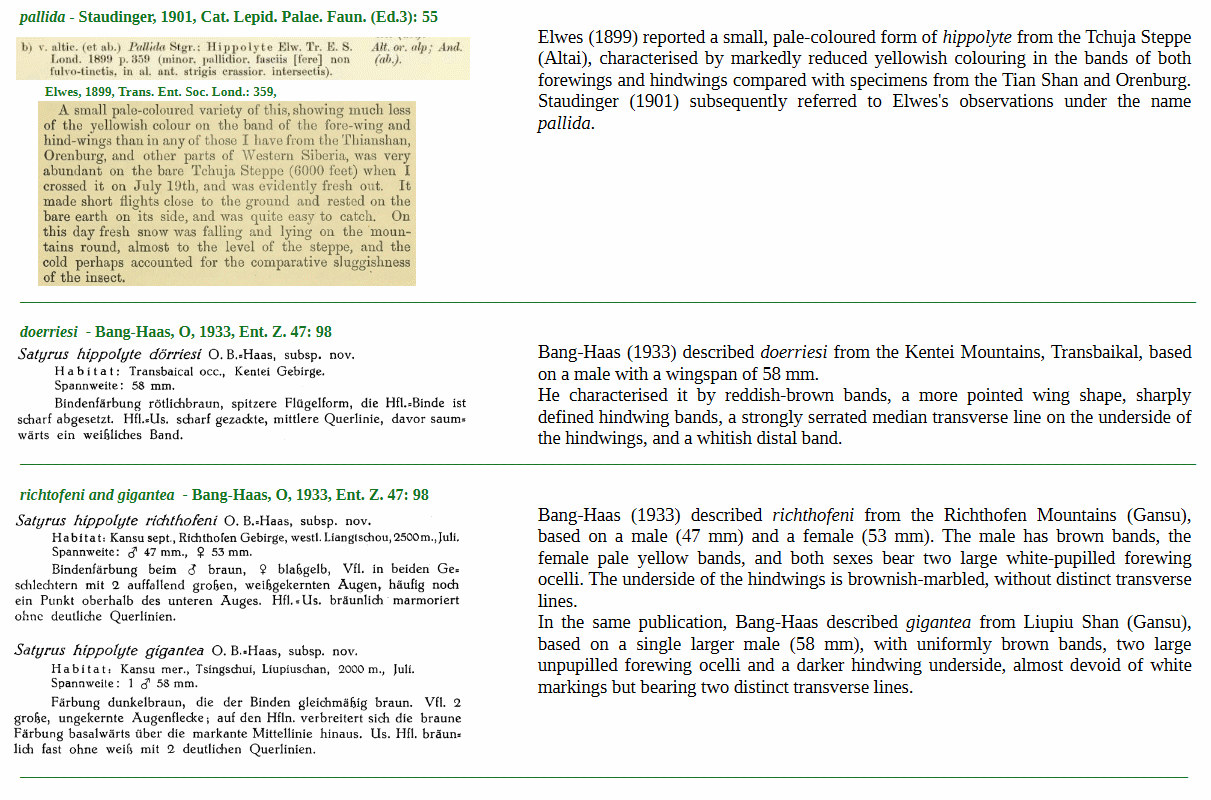 pallida - Staudinger, 1901, Cat. Lepid. Palae. Faun. (Ed.3): 55
b) v. altic. (et ab.) Pallida Stgr.; Hippolyte Elw. Tr. E. S.
Lond. 1899 p. 359 (minor, pallidior, fasciis [fere] non
fulvo-tinctis, in al. ant. strigis crassior. intersectis).
Alt. or. alp; And.
(ab.).
Elwes, 1899, Trans. Ent. Soc. Lond.: 359,
A small pale-coloured variety of this, showing much less
of the yellowish colour on the band of the fore-wing and
hind-wings than in any of those I have from the Thianshan,
Orenburg, and other parts of Western Siberia, was very
abundant on the bare Tchuja Steppe (6000 feet) when I
crossed it on July 19th, and was evidently fresh out. It
made short flights close to the ground and rested on the
bare earth on its side, and was quite easy to catch. On
this day fresh snow was falling and lying on the moun-
tains round, almost to the level of the steppe, and the
cold perhaps accounted for the comparative sluggishness
of the insect.
Elwes (1899) reported a small, pale-coloured form of hippolyte from the Tchuja Steppe
(Altai), characterised by markedly reduced yellowish colouring in the bands of both
forewings and hindwings compared with specimens from the Tian Shan and Orenburg.
Staudinger (1901) subsequently referred to Elwes's observations under the name
pallida.
doerriesi - Bang-Haas, O, 1933, Ent. Z. 47: 98
Satyrus hippolyte dörriesi O. B.=Haas, subsp. nov.
Habitat: Transbaical occ., Kentei Gebirge.
Spannweite: 58 mm.
Bindenfärbung rötlichbraun, spitzere Flügelform, die Hfl.=Binde ist
scharf abgesetzt. Hfl.=Us. scharf gezackte, mittlere Querlinie, davor saum=
wärts ein weißliches Band.
Bang-Haas (1933) described doerriesi from the Kentei Mountains, Transbaikal, based
on a male with a wingspan of 58 mm.
He characterised it by reddish-brown bands, a more pointed wing shape, sharply
defined hindwing bands, a strongly serrated median transverse line on the underside of
the hindwings, and a whitish distal band.
richtofeni and gigantea - Bang-Haas, O, 1933, Ent. Z. 47: 98
Satyrus hippolyte richthofeni O. B.=Haas, subsp. nov.
Habitat: Kansu sept., Richthofen Gebirge, westl. Liangtschou, 2500 m., Juli.
Spannweite: ♂ 47 mm., ♀ 53 mm.
Bindenfärbung beim ♂ braun, ♀ blaßgelb, Vfl. in beiden Ge=
schlechtern mit 2 auffallend großen, weißgekernten Augen, häufig noch
ein Punkt oberhalb des unteren Auges. Hfl.=Us. bräunlich marmoriert
ohne deutliche Querlinien.
Satyrus hippolyte gigantea O. B.=Haas, subsp. nov.
Habitat: Kansu mer., Tsingschui, Liupiuschan, 2000 m., Juli.
Spannweite: 1 ♂ 58 mm.
Färbung dunkelbraun, die der Binden gleichmäßig braun. Vfl. 2
große, ungekernte Augenflecke; auf den Hfln. verbreitert sich die braune
Färbung basalwärts über die markante Mittellinie hinaus. Us. Hfl. bräun=
lich fast ohne weiß mit 2 deutlichen Querlinien.
Bang-Haas (1933) described richthofeni from the Richthofen Mountains (Gansu),
based on a male (47 mm) and a female (53 mm). The male has brown bands, the
female pale yellow bands, and both sexes bear two large white-pupilled forewing
ocelli. The underside of the hindwings is brownish-marbled, without distinct transverse
lines.
In the same publication, Bang-Haas described gigantea from Liupiu Shan (Gansu),
based on a single larger male (58 mm), with uniformly brown bands, two large
unpupilled forewing ocelli and a darker hindwing underside, almost devoid of white
markings but bearing two distinct transverse lines.